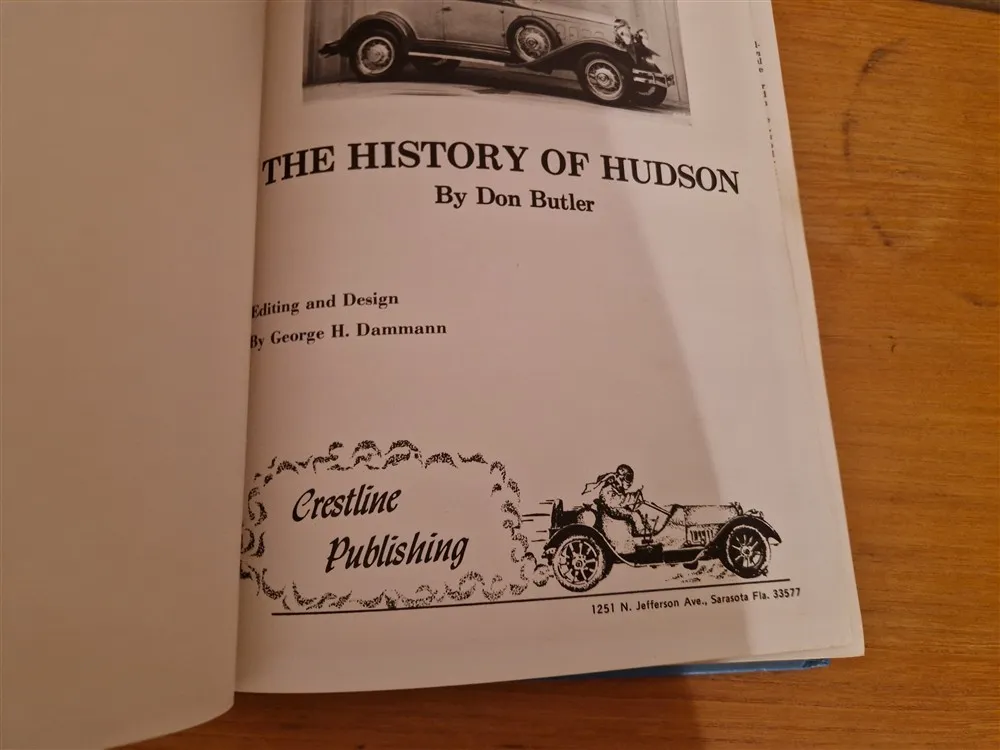 THE HISTORY OF HUDSON
By Don Butler
Editing and Design
By George H. Dammann
Crestline
Publishing
1251 N. Jefferson Ave., Sarasota Fla. 33577